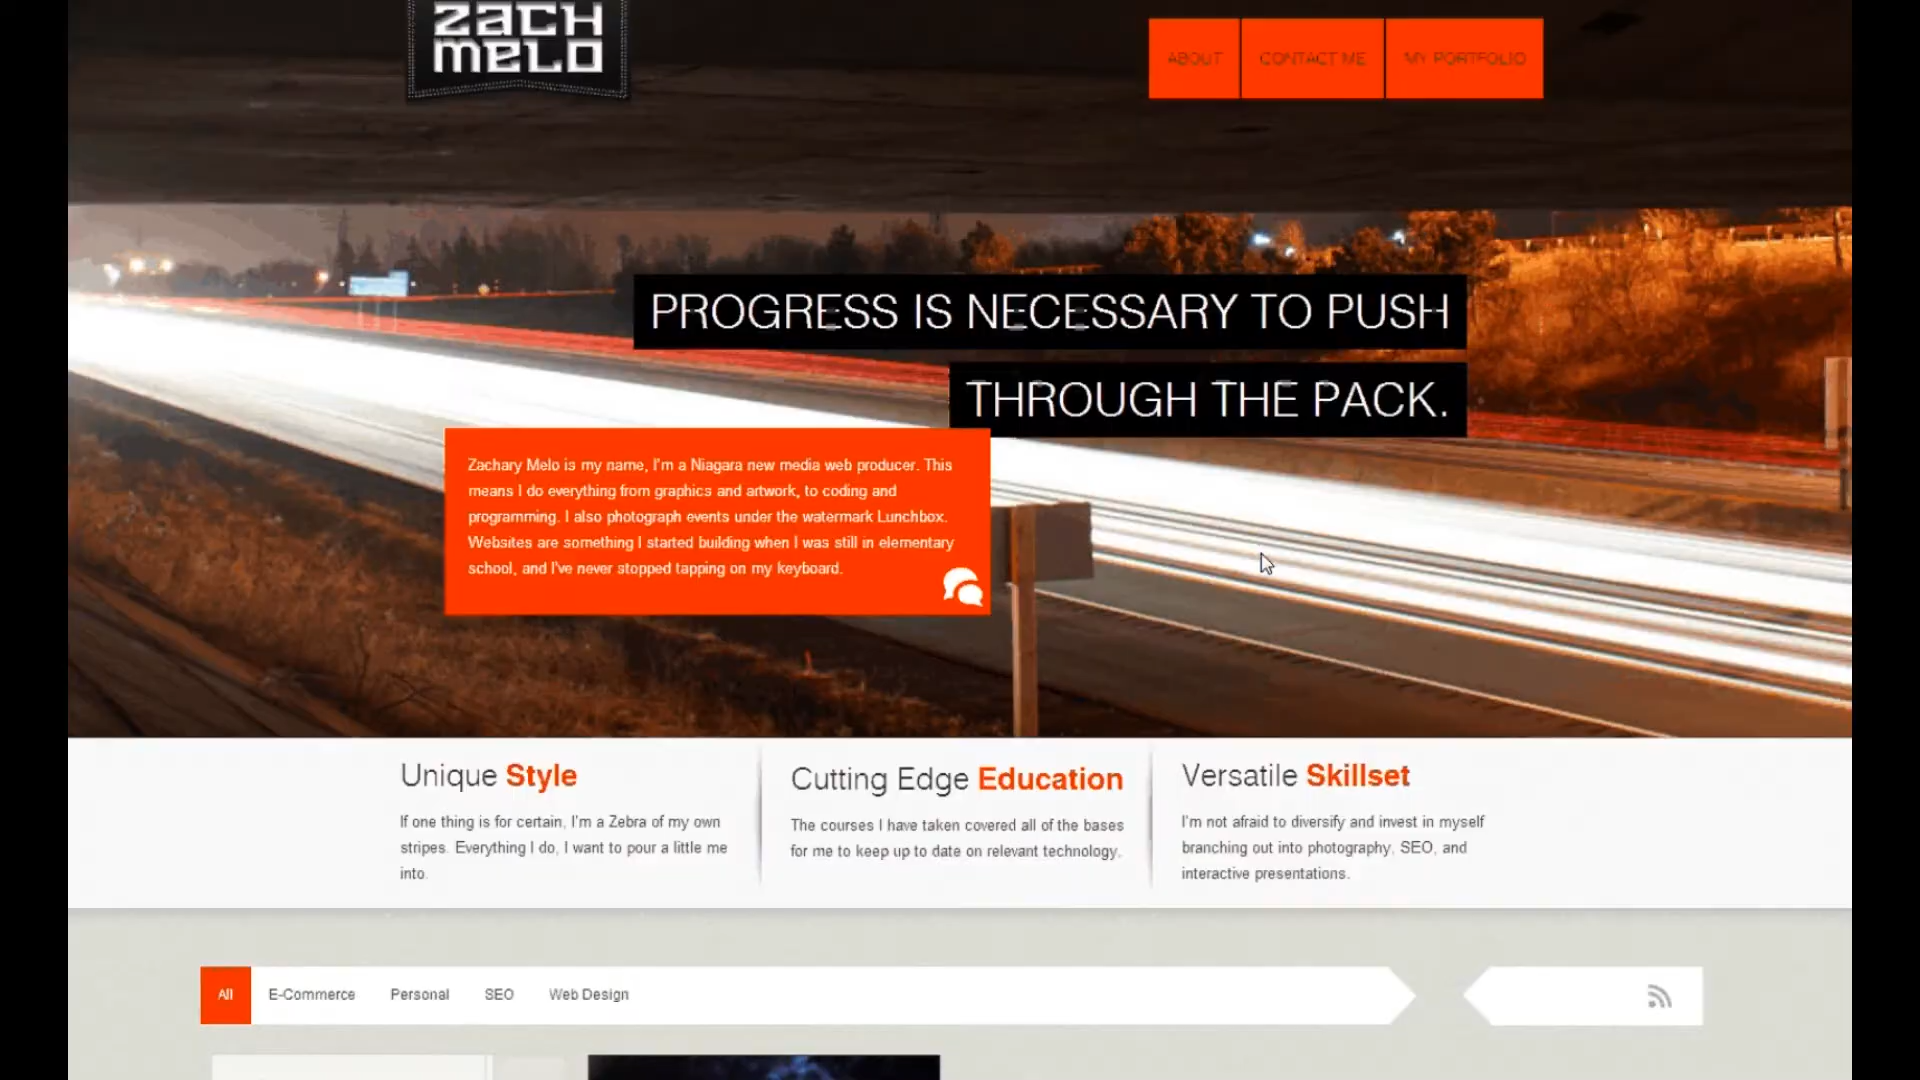 ZACH
MELO
ABOUT
CONTACT ME
MY PORTFOLIO
PROGRESS IS NECESSARY TO PUSH
THROUGH THE PACK.
Zachary Melo is my name, I'm a Niagara new media web producer. This
means I do everything from graphics and artwork, to coding and
programming. I also photograph events under the watermark Lunchbox.
Websites are something I started building when I was still in elementary
school, and I've never stopped tapping on my keyboard.
Unique Style
If one thing is for certain, I'm a Zebra of my own
stripes. Everything I do, I want to pour a little me
into.
Cutting Edge Education
The courses I have taken covered all of the bases
for me to keep up to date on relevant technology.
Versatile Skillset
I'm not afraid to diversify and invest in myself
branching out into photography, SEO, and
interactive presentations.
All
E-Commerce
Personal
SEO
Web Design